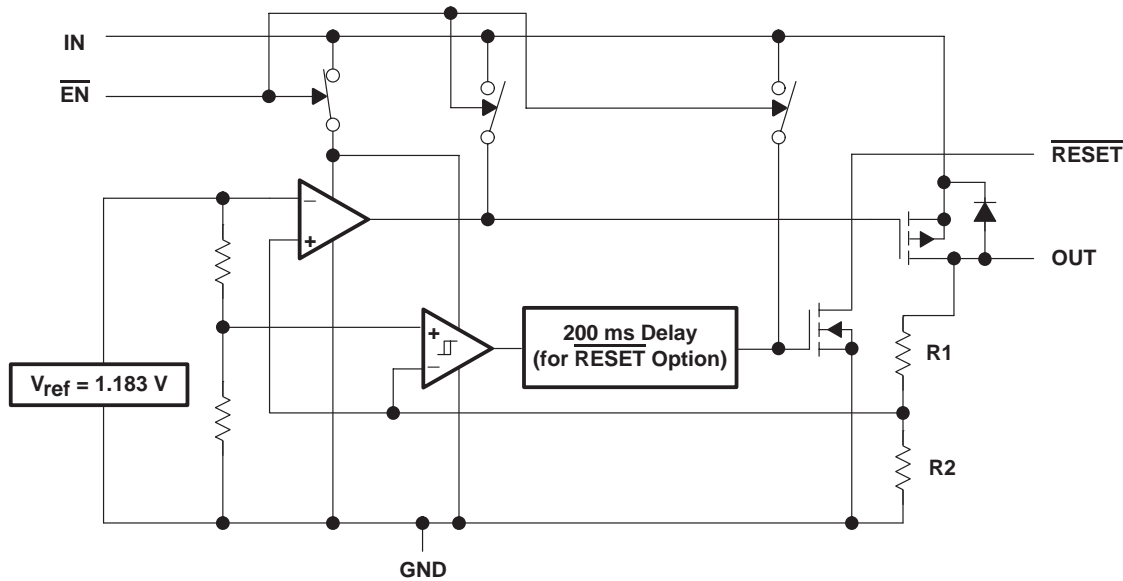 IN
EN
RESET
OUT
−
+
+
−
200 ms Delay
(for RESET Option)
R1
Vref = 1.183 V
R2
GND